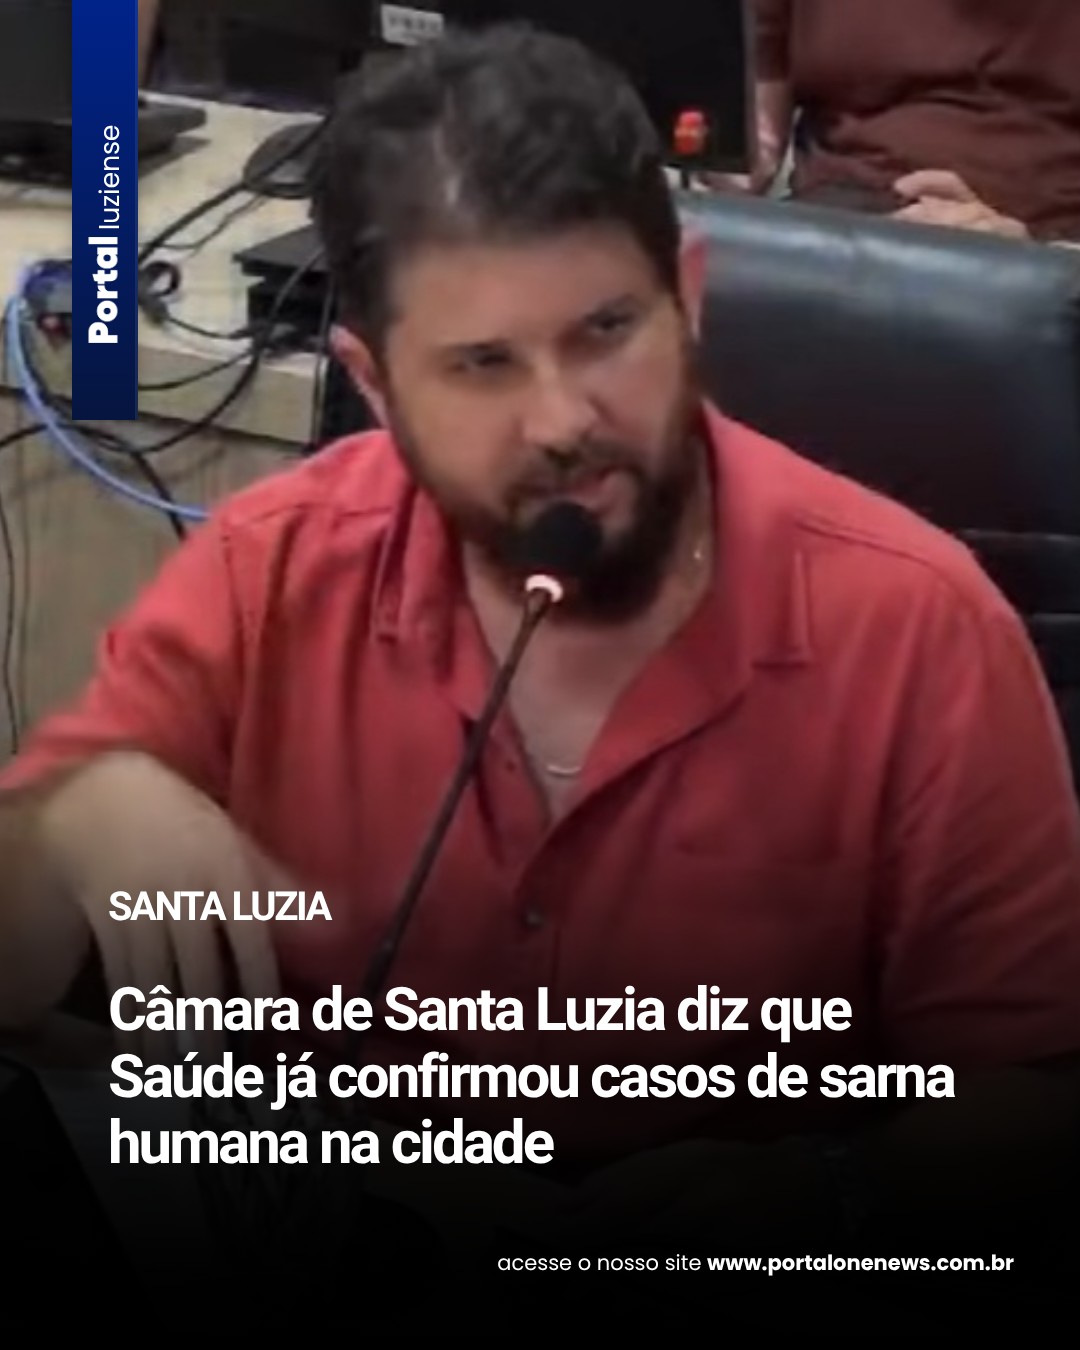 Portal luziense
SANTA LUZIA
Câmara de Santa Luzia diz que
Saúde já confirmou casos de sarna
humana na cidade
acesse o nosso site www.portalonenews.com.br